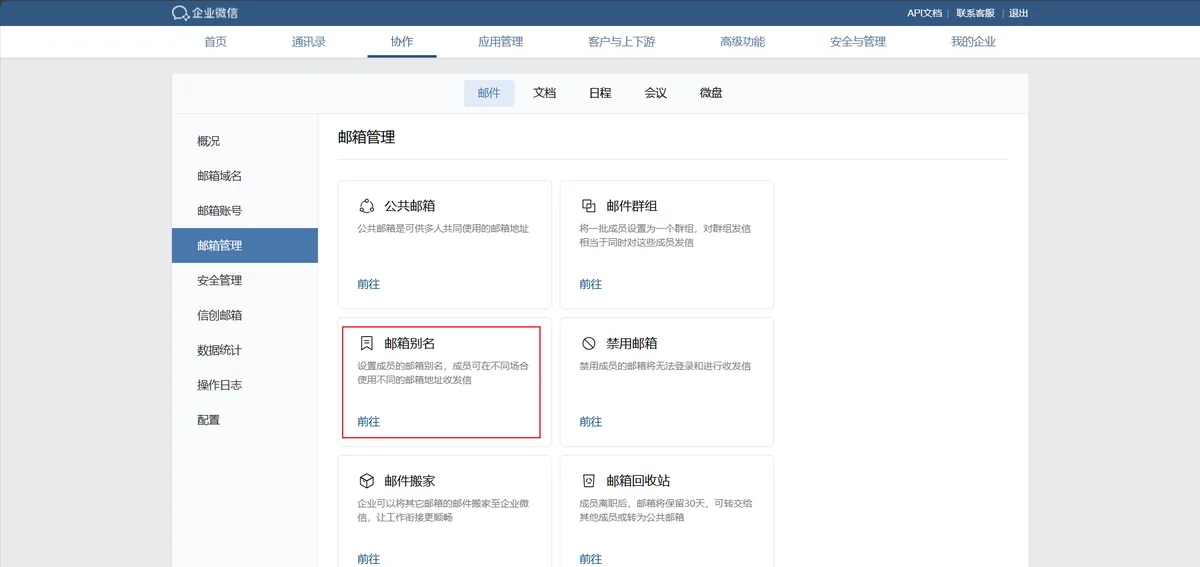 企业微信
API文档 | 联系客服 | 退出
首页 通讯录 协作 应用管理 客户与上下游 高级功能 安全与管理 我的企业
邮件 文档 日程 会议 微盘
概况
邮箱域名
邮箱账号
邮箱管理
安全管理
信创邮箱
数据统计
操作日志
配置
邮箱管理
公共邮箱
公共邮箱是可供多人共同使用的邮箱地址
前往
邮件群组
将一批成员设置为一个群组，对群组发信
相当于同时对这些成员发信
前往
邮箱别名
设置成员的邮箱别名，成员可在不同场合
使用不同的邮箱地址收发信
前往
禁用邮箱
禁用成员的邮箱将无法登录和进行收发信
前往
邮件搬家
企业可以将其它邮箱的邮件搬家至企业微
信，让工作衔接更顺畅
前往
邮箱回收站
成员离职后，邮箱将保留30天，可转交给
其他成员或转为公共邮箱
前往